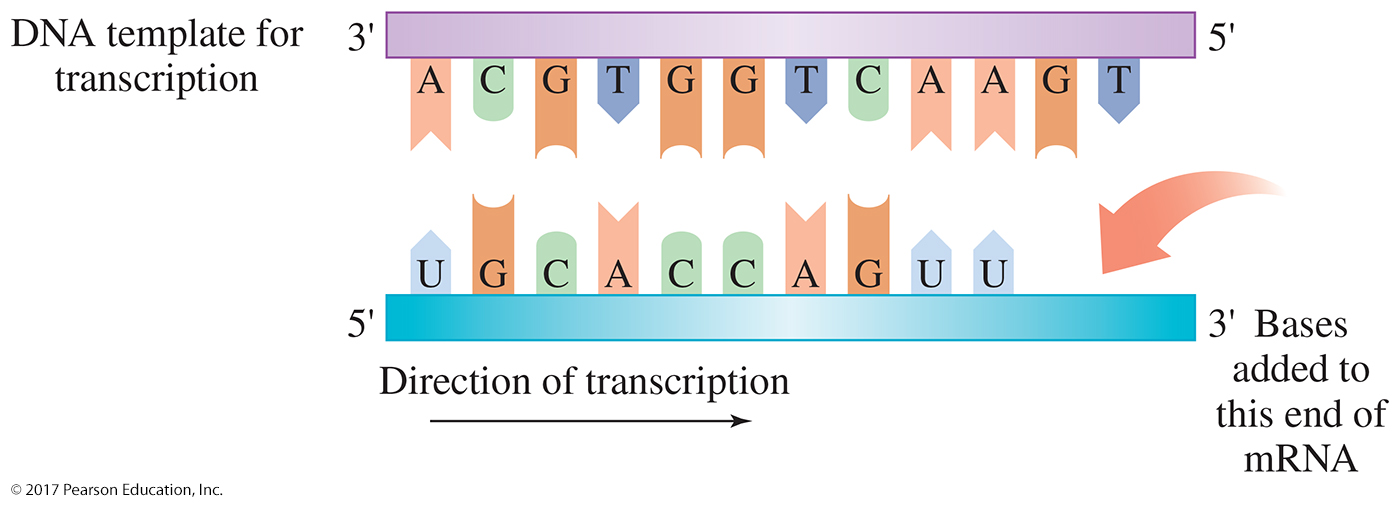 DNA template for
transcription
3' 5'
A C G T G G T C A A G T
U G C A C C A G U U
5' 3'
Bases
added to
this end of
mRNA
Direction of transcription
© 2017 Pearson Education, Inc.